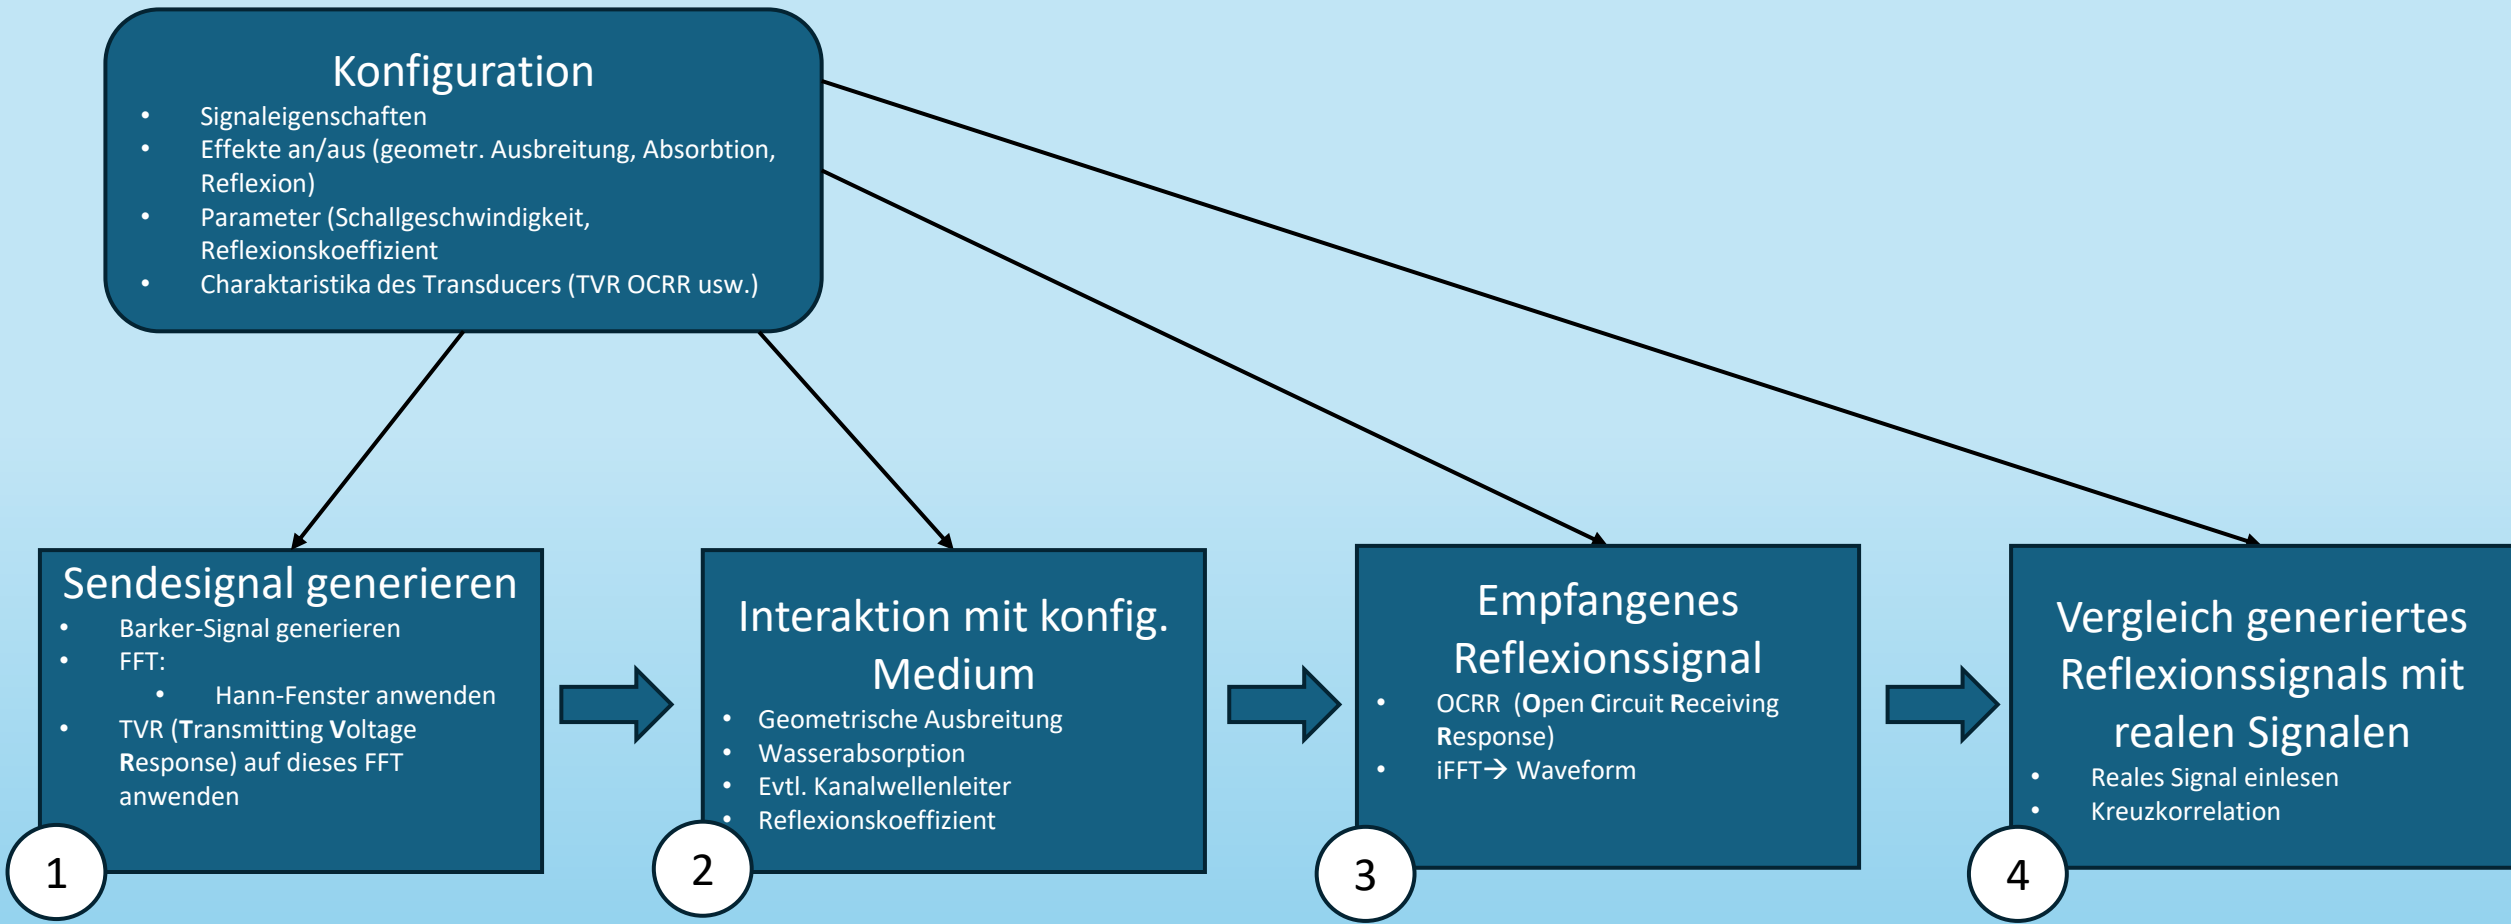 Konfiguration
• Signaleigenschaften
• Effekte an/aus (geometr. Ausbreitung, Absorbtion,
Reflexion)
• Parameter (Schallgeschwindigkeit,
Reflexionskoeffizient
• Charaktaristika des Transducers (TVR OCRR usw.)
Sendesignal generieren
• Barker-Signal generieren
• FFT:
• Hann-Fenster anwenden
• TVR (Transmitting Voltage
Response) auf dieses FFT
anwenden
1
Interaktion mit konfig.
Medium
• Geometrische Ausbreitung
• Wasserabsorption
• Evtl. Kanalwellenleiter
• Reflexionskoeffizient
2
Empfangenes
Reflexionssignal
• OCRR (Open Circuit Receiving
Response)
• iFFT→ Waveform
3
Vergleich generiertes
Reflexionssignals mit
realen Signalen
• Reales Signal einlesen
• Kreuzkorrelation
4